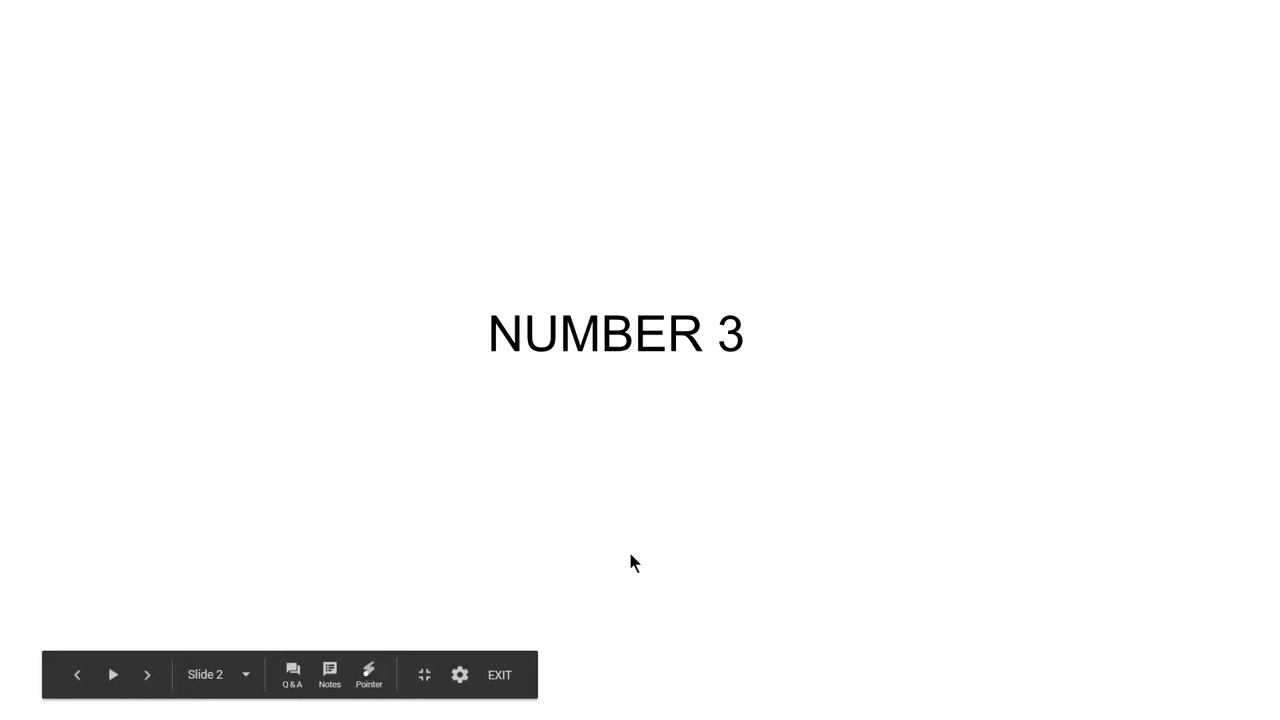 NUMBER 3
Slide 2
Q & A
Notes
Pointer
EXIT